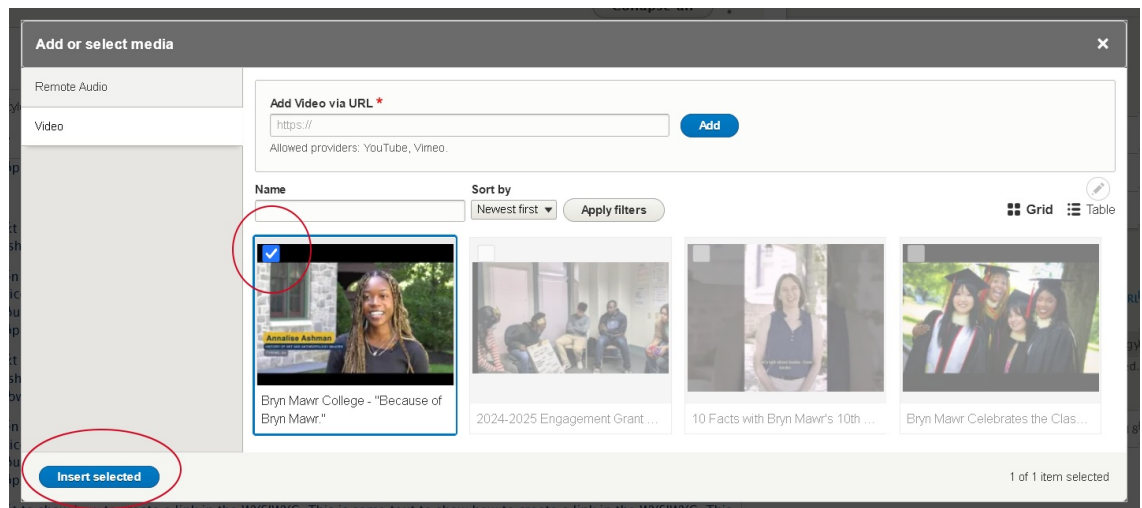 Collapse all
Add or select media
Remote Audio
Video
Add Video via URL *
https://
Add
Allowed providers: YouTube, Vimeo.
Name
Sort by
Newest first
Apply filters
Grid
Table
Annalise Ashman
Bryn Mawr College - "Because of
Bryn Mawr."
2024-2025 Engagement Grant ...
10 Facts with Bryn Mawr's 10th ...
Bryn Mawr Celebrates the Clas...
Insert selected
1 of 1 item selected